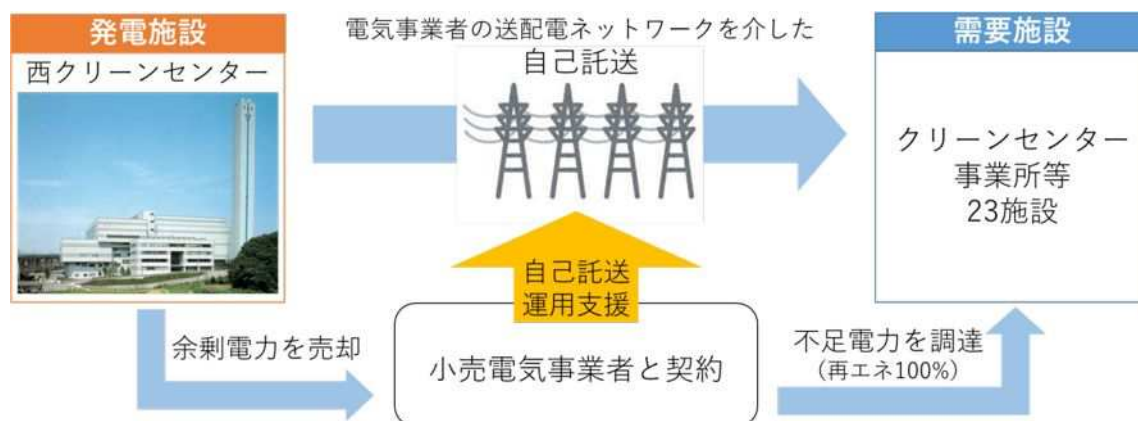 発電施設
西クリーンセンター
電気事業者の送配電ネットワークを介した
自己託送
需要施設
クリーンセンター
事業所等
23施設
自己託送
運用支援
余剰電力を売却
小売電気事業者と契約
不足電力を調達
(再エネ100%)